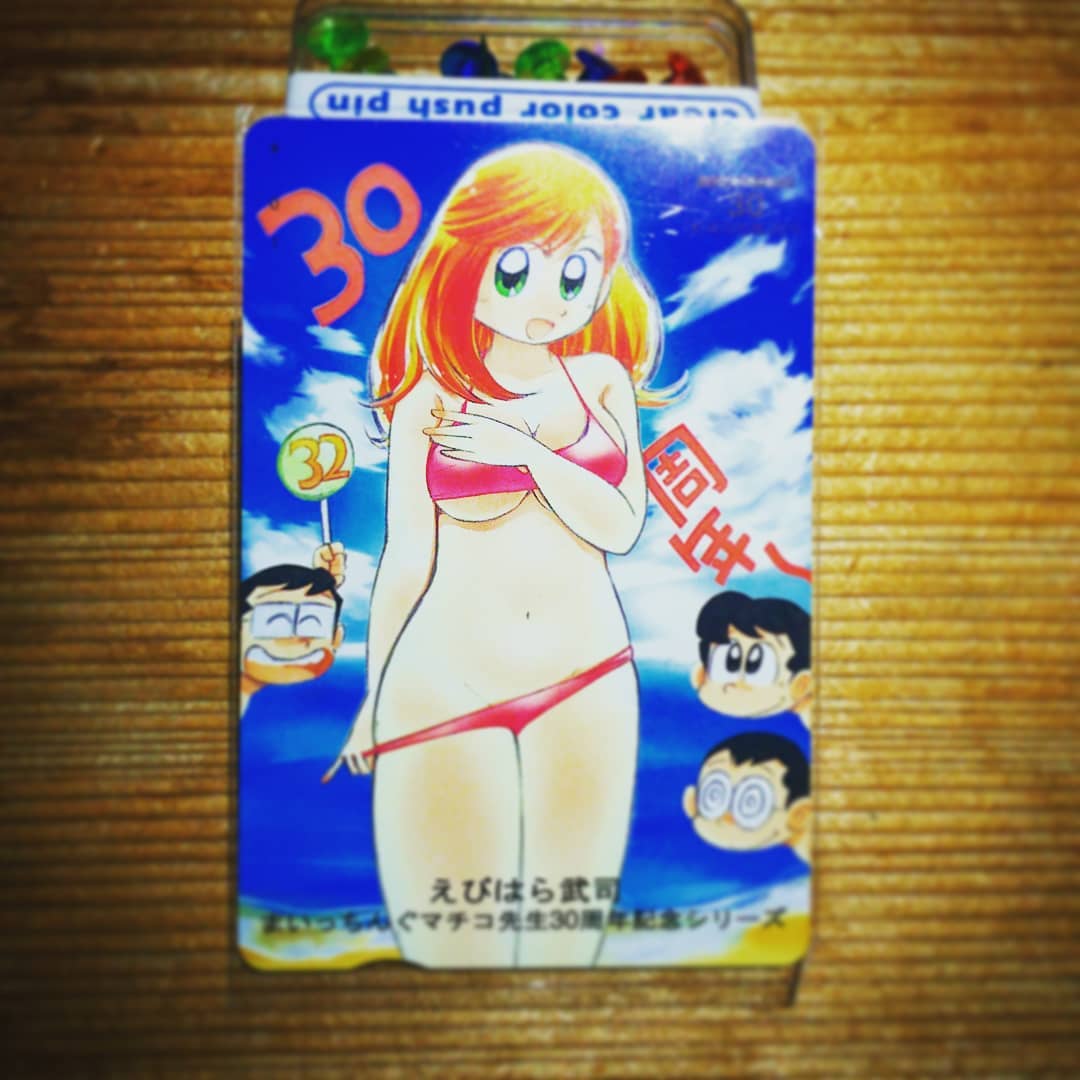 clear color push pin
30
32
周年
えびはら武司
まいっちんぐマチコ先生30周年記念シリーズ